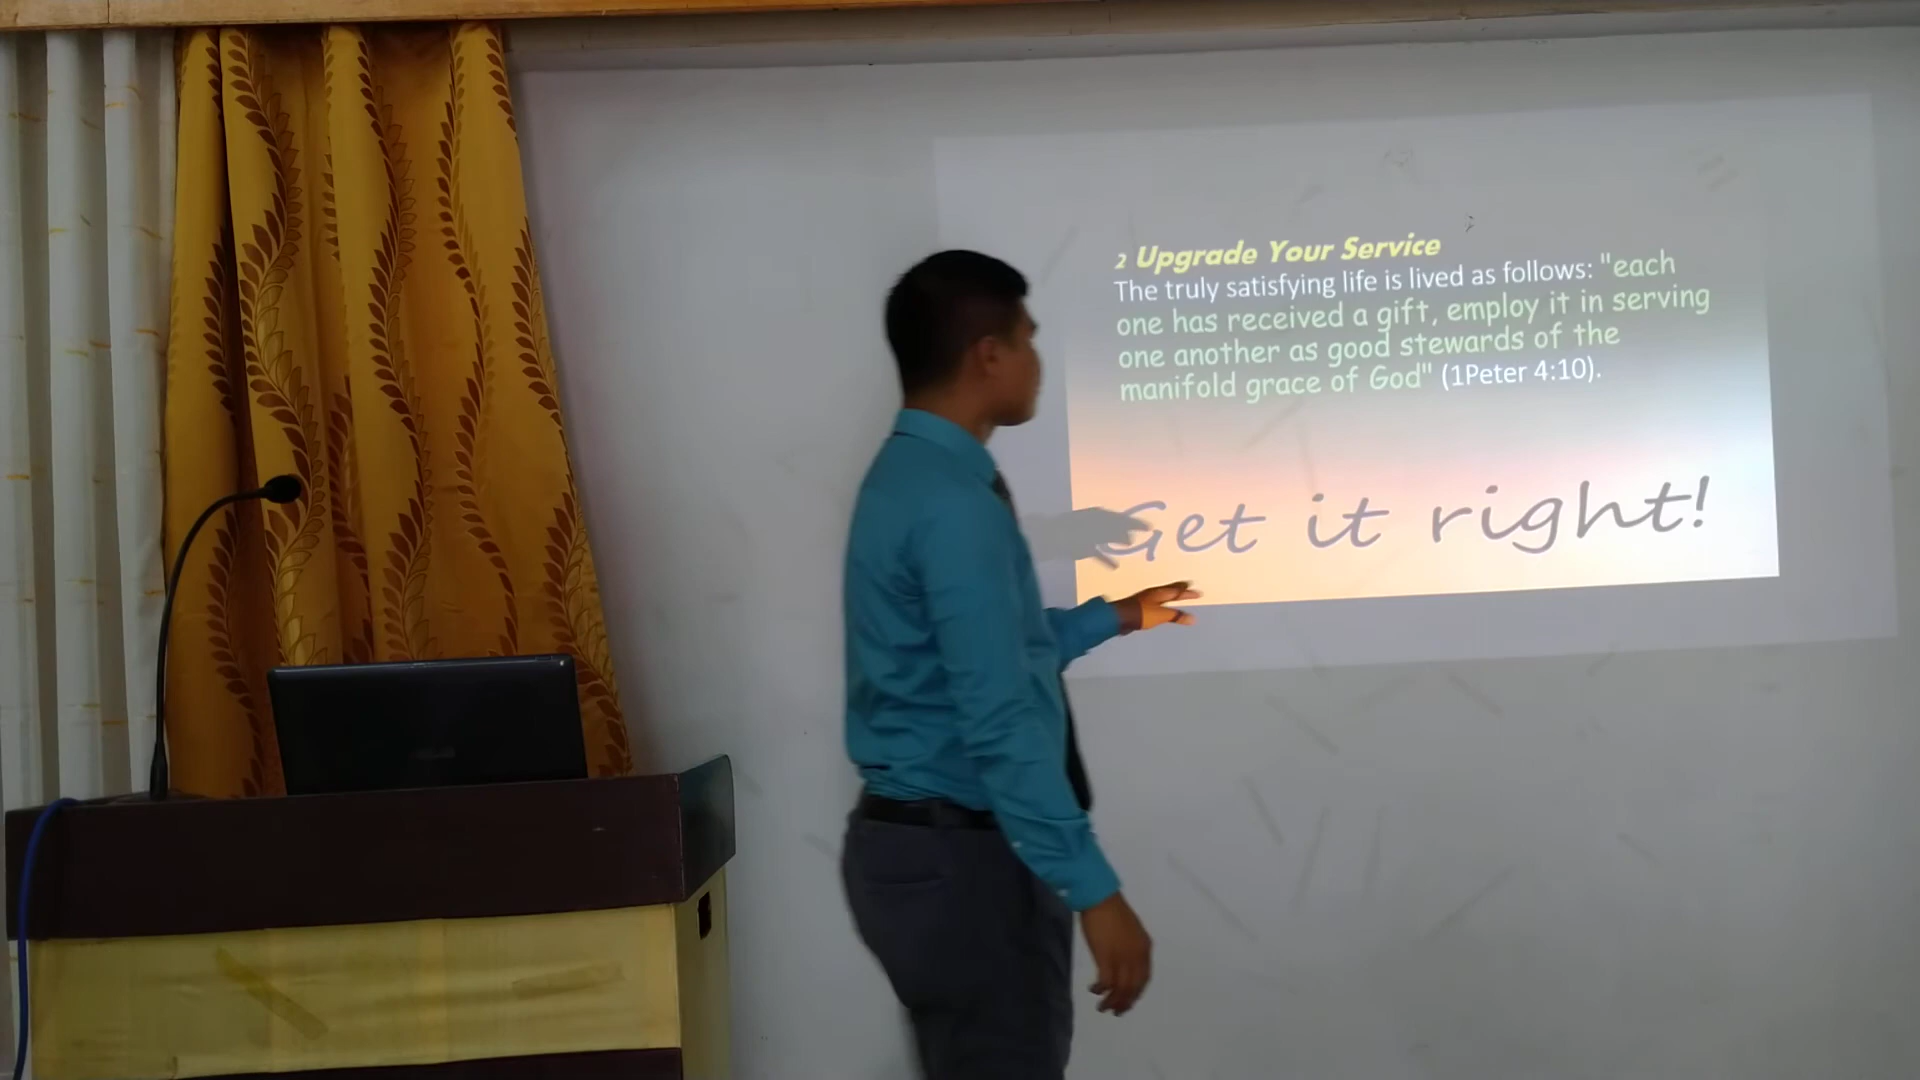 2 Upgrade Your Service
The truly satisfying life is lived as follows: "each
one has received a gift, employ it in serving
one another as good stewards of the
manifold grace of God" (1Peter 4:10).
Get it right!